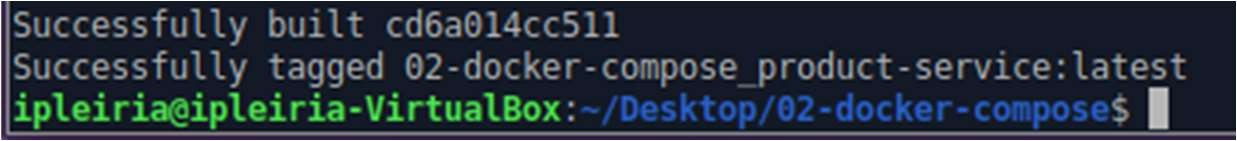 Successfully built cd6a014cc511
Successfully tagged 02-docker-compose_product-service:latest
ipleiria@ipleiria-VirtualBox:~/Desktop/02-docker-compose$